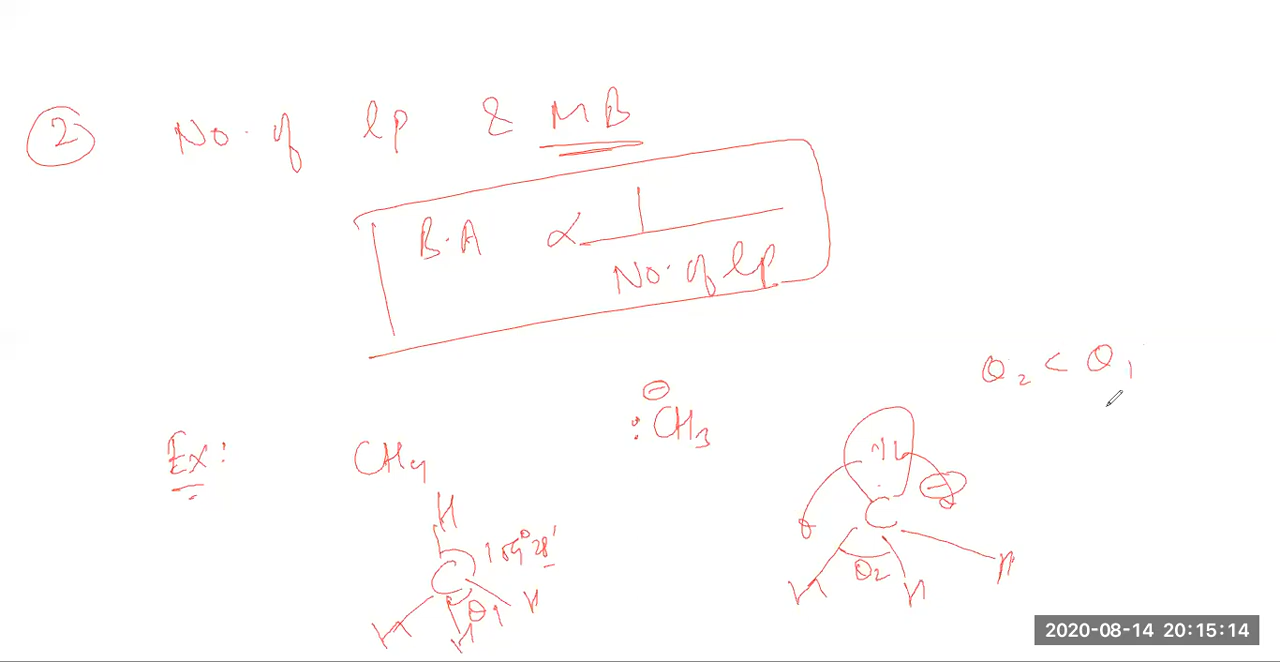 ② No. of lp & MB
B.A ∝ 1
No. of lp
θ₂ < θ₁
⊖
Ex: CH₄ :CH₃
H
109°28'
C
θ₁
H H H
⊖
C
θ₂
H H H
2020-08-14 20:15:14